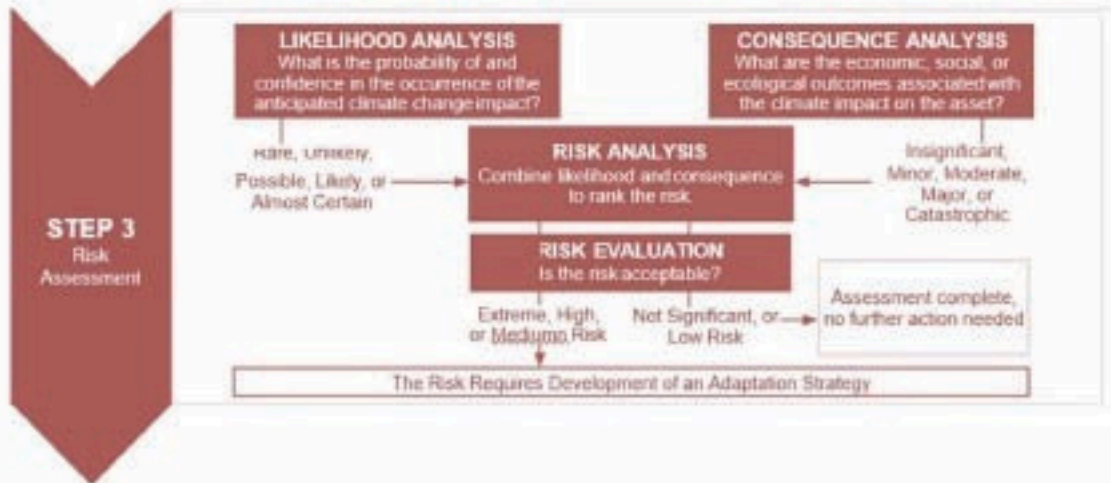 STEP 3
Risk
Assessment
LIKELIHOOD ANALYSIS
What is the probability of and
confidence in the occurrence of the
anticipated climate change impact?
CONSEQUENCE ANALYSIS
What are the economic, social, or
ecological outcomes associated with
the climate impact on the asset?
Rare, Unlikely,
Possible, Likely, or
Almost Certain
RISK ANALYSIS
Combine likelihood and consequence
to rank the risk
Insignificant,
Minor, Moderate,
Major, or
Catastrophic
RISK EVALUATION
Is the risk acceptable?
Extreme, High,
or Mediump Risk
Not Significant, or
Low Risk
Assessment complete,
no further action needed
The Risk Requires Development of an Adaptation Strategy